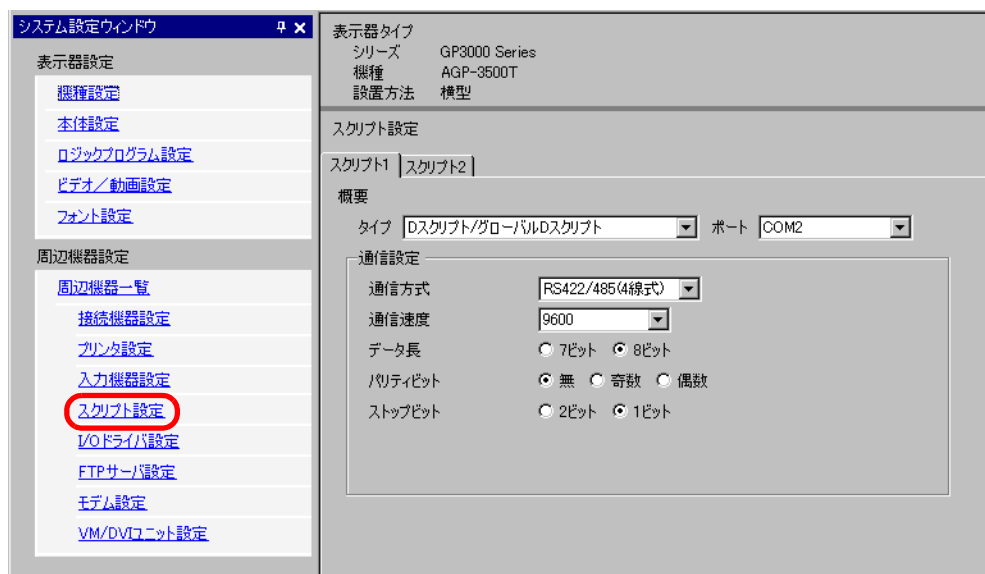 システム設定ウィンドウ
表示器設定
機種設定
本体設定
ロジックプログラム設定
ビデオ／動画設定
フォント設定
周辺機器設定
周辺機器一覧
接続機器設定
プリンタ設定
入力機器設定
スクリプト設定
I/Oドライバ設定
FTPサーバ設定
モデム設定
VM/DVIユニット設定
表示器タイプ
シリーズ GP3000 Series
機種 AGP-3500T
設置方法 横型
スクリプト設定
スクリプト1 スクリプト2
概要
タイプ Dスクリプト/グローバルDスクリプト ポート COM2
通信設定
通信方式 RS422/485(4線式)
通信速度 9600
データ長 7ビット 8ビット
パリティビット 無 奇数 偶数
ストップビット 2ビット 1ビット